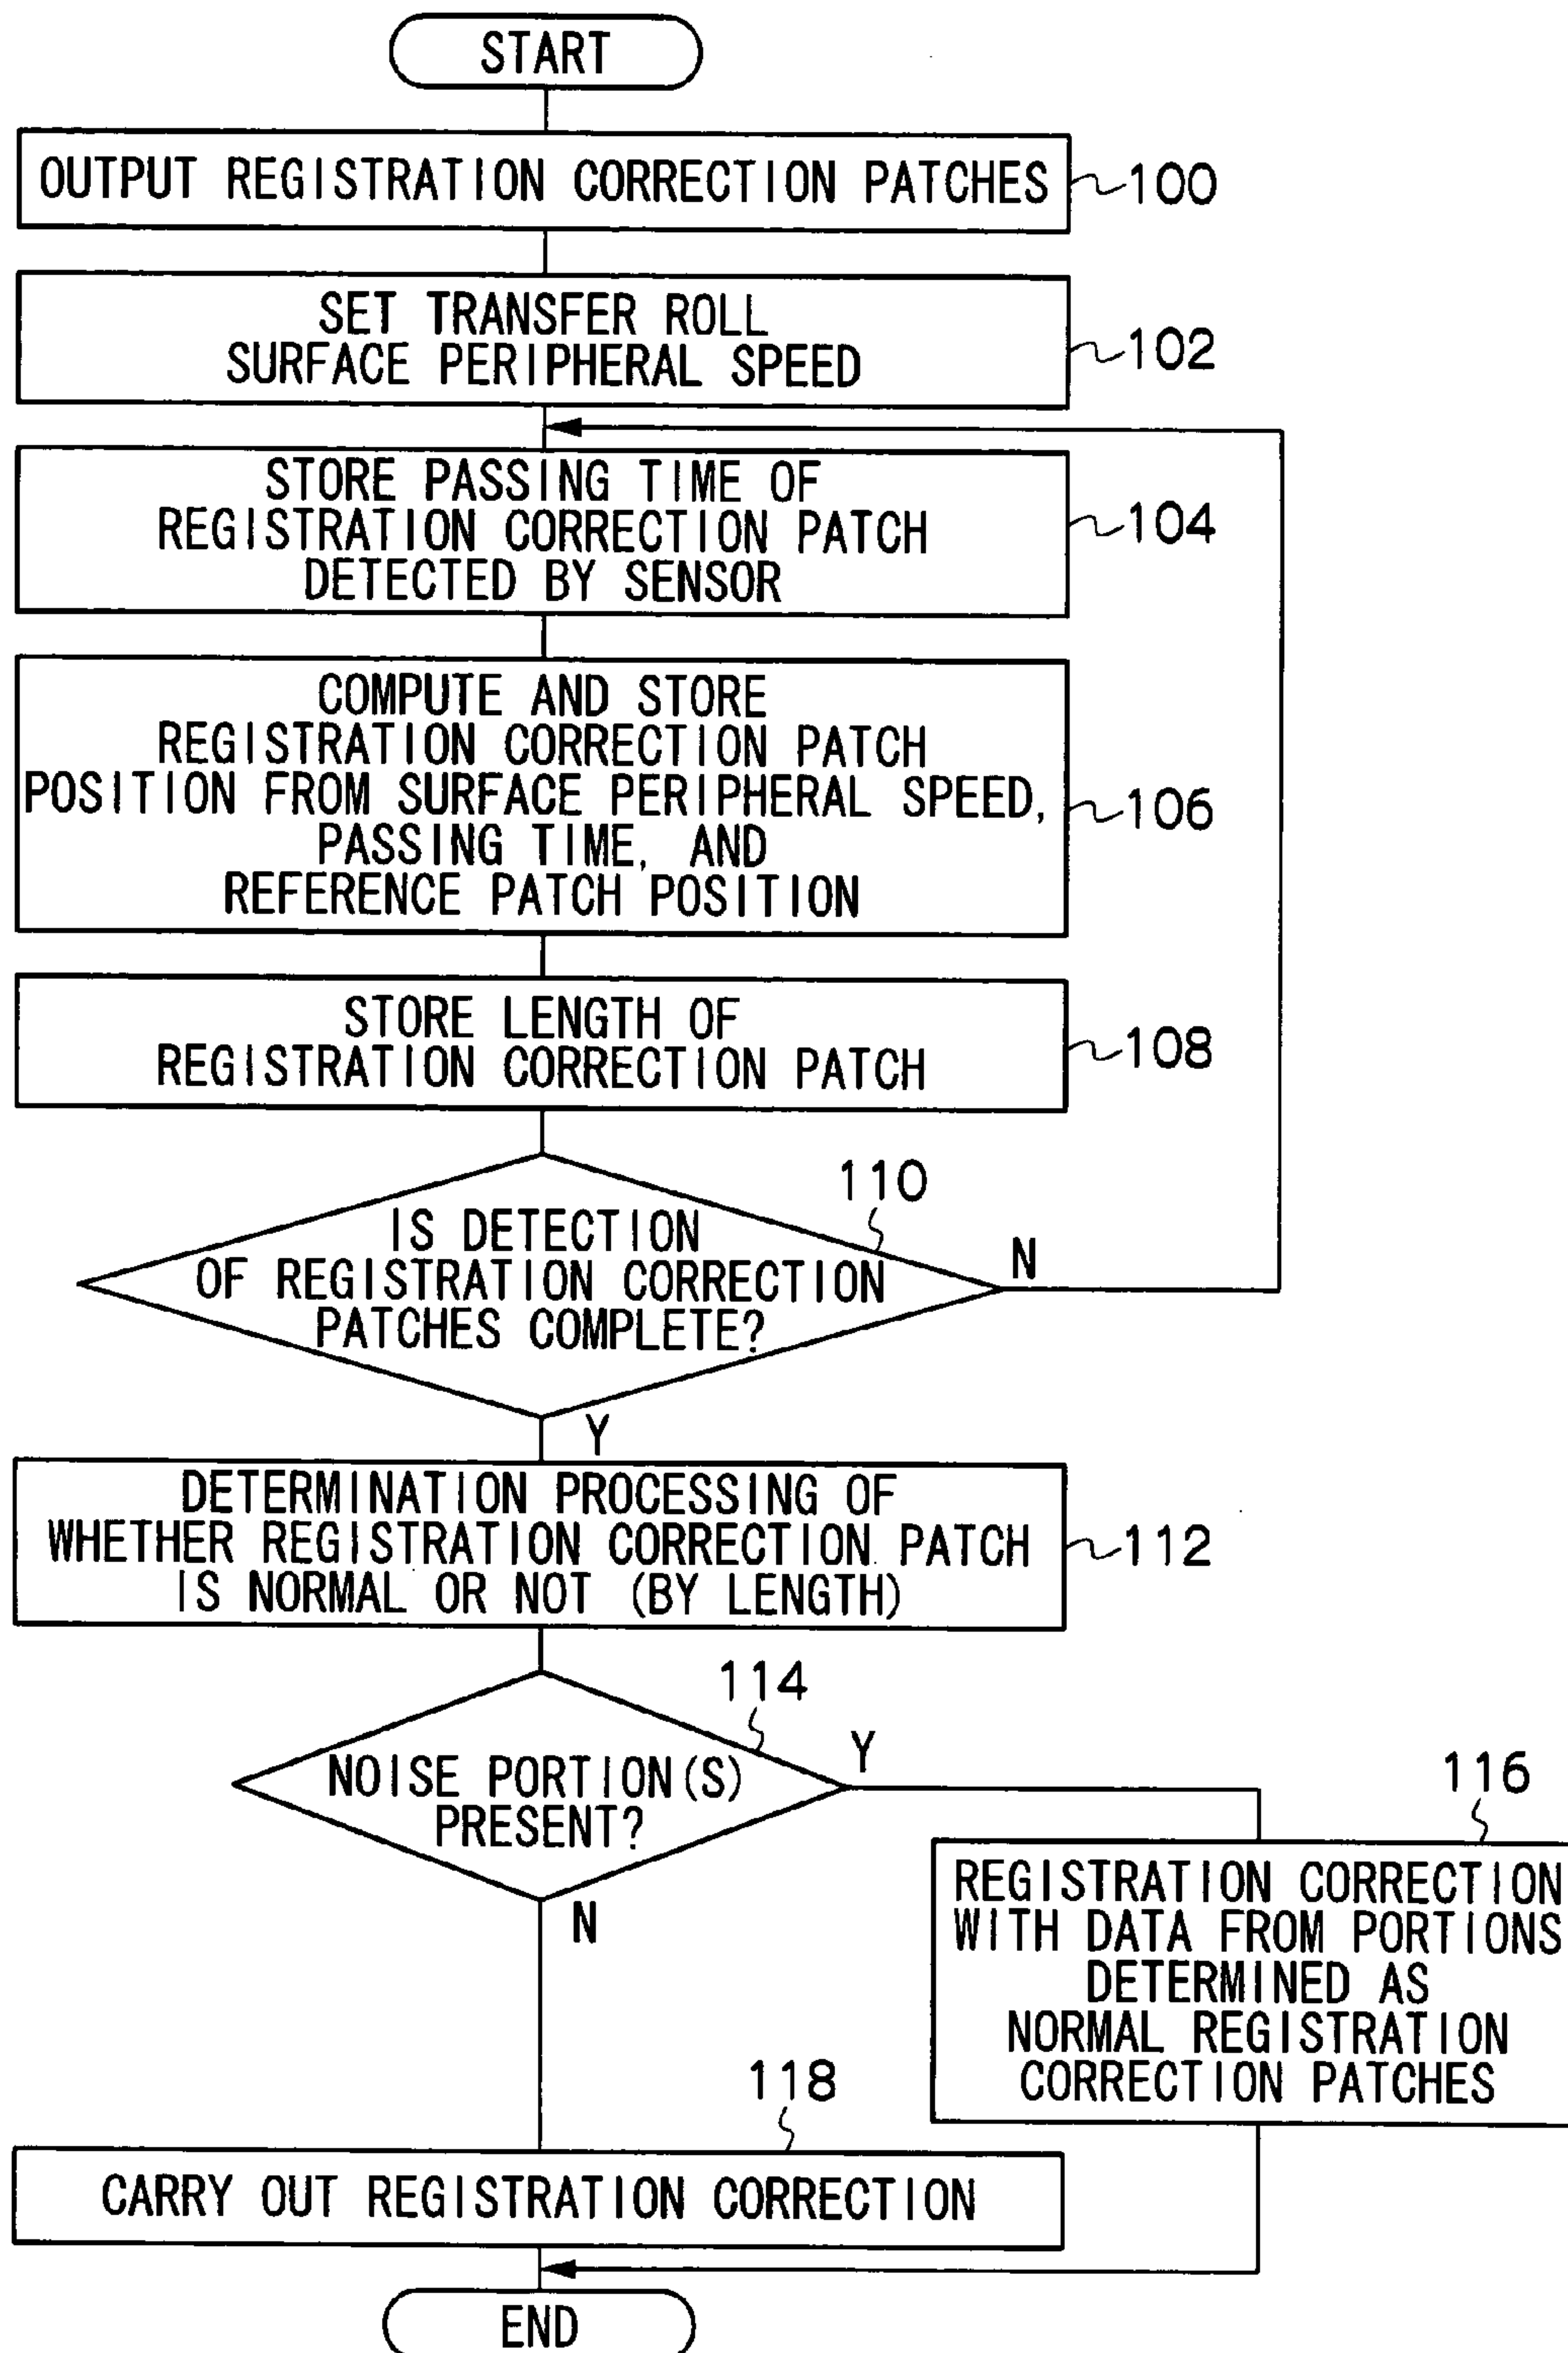 START
OUTPUT REGISTRATION CORRECTION PATCHES
100
SET TRANSFER ROLL
SURFACE PERIPHERAL SPEED
102
STORE PASSING TIME OF
REGISTRATION CORRECTION PATCH
DETECTED BY SENSOR
104
COMPUTE AND STORE
REGISTRATION CORRECTION PATCH
POSITION FROM SURFACE PERIPHERAL SPEED,
PASSING TIME, AND
REFERENCE PATCH POSITION
106
STORE LENGTH OF
REGISTRATION CORRECTION PATCH
108
110
IS DETECTION
OF REGISTRATION CORRECTION
PATCHES COMPLETE?
N
Y
DETERMINATION PROCESSING OF
WHETHER REGISTRATION CORRECTION PATCH
IS NORMAL OR NOT (BY LENGTH)
112
114
NOISE PORTION(S)
PRESENT?
Y
N
116
REGISTRATION CORRECTION
WITH DATA FROM PORTIONS
DETERMINED AS
NORMAL REGISTRATION
CORRECTION PATCHES
118
CARRY OUT REGISTRATION CORRECTION
END